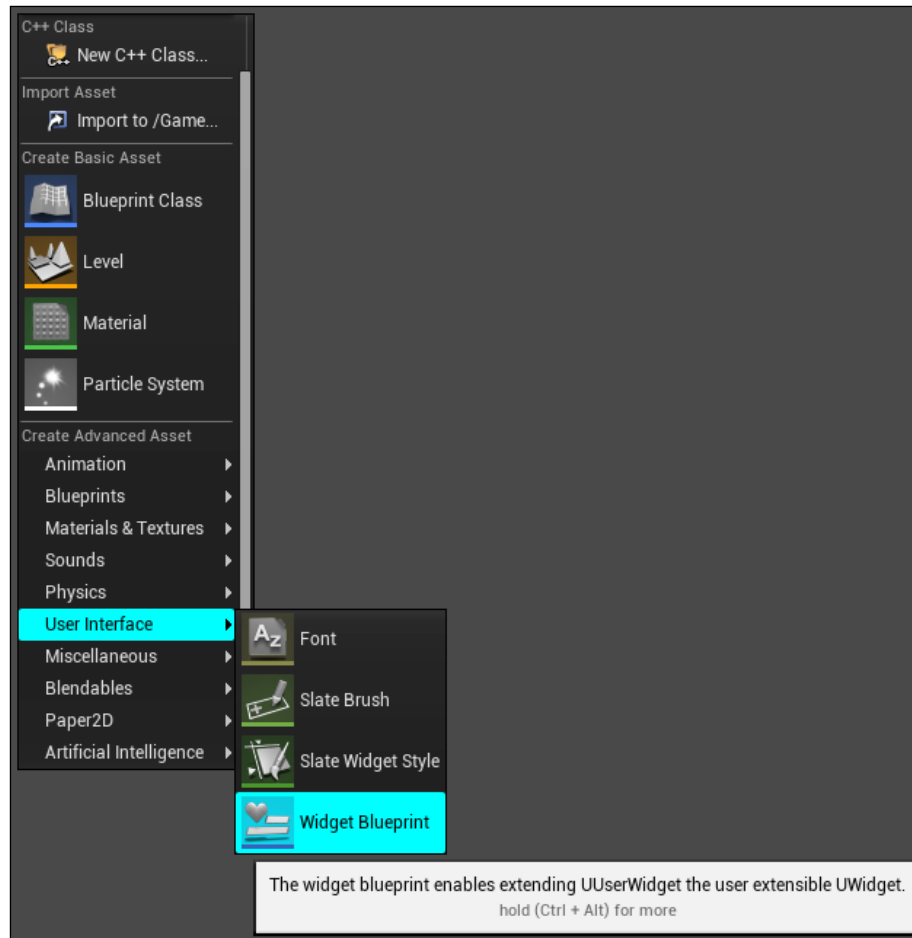 C++ Class
New C++ Class...
Import Asset
Import to /Game...
Create Basic Asset
Blueprint Class
Level
Material
Particle System
Create Advanced Asset
Animation
Blueprints
Materials & Textures
Sounds
Physics
User Interface
Miscellaneous
Blendables
Paper2D
Artificial Intelligence
Font
Slate Brush
Slate Widget Style
Widget Blueprint
The widget blueprint enables extending UUserWidget the user extensible UWidget.
hold (Ctrl + Alt) for more